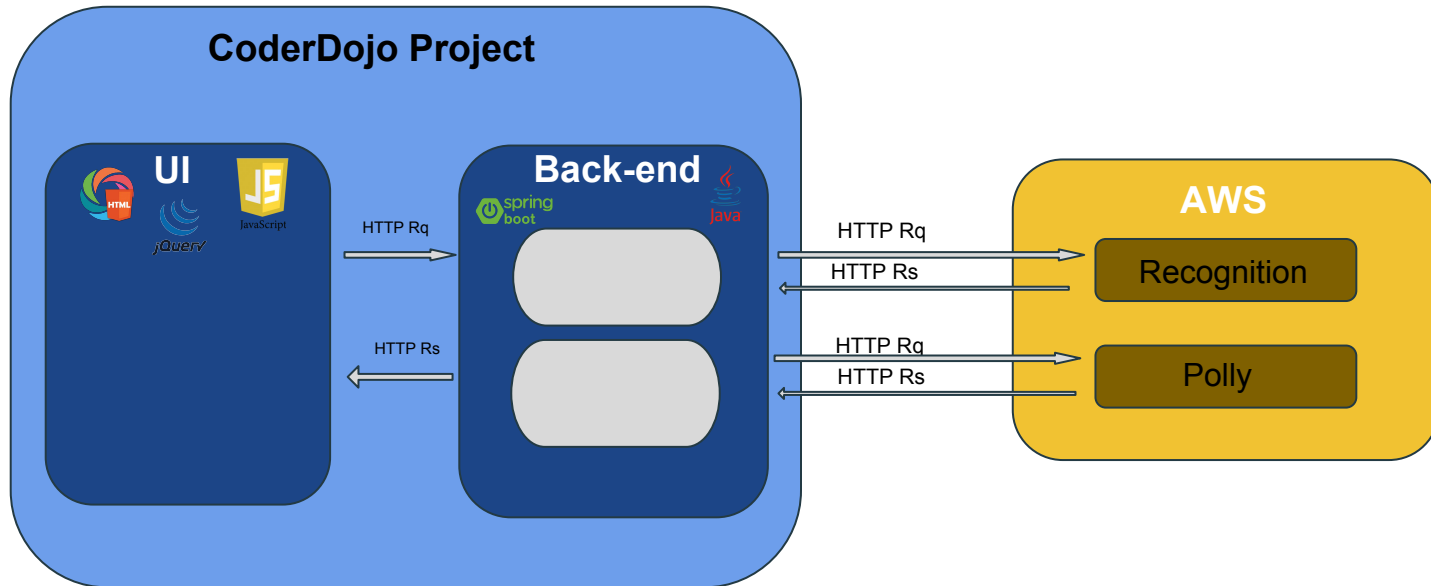 CoderDojo Project
UI
HTML
JS
JavaScript
jQuery
HTTP Rq
HTTP Rs
Back-end
spring
boot
Java
HTTP Rq
HTTP Rs
HTTP Rq
HTTP Rs
AWS
Recognition
Polly